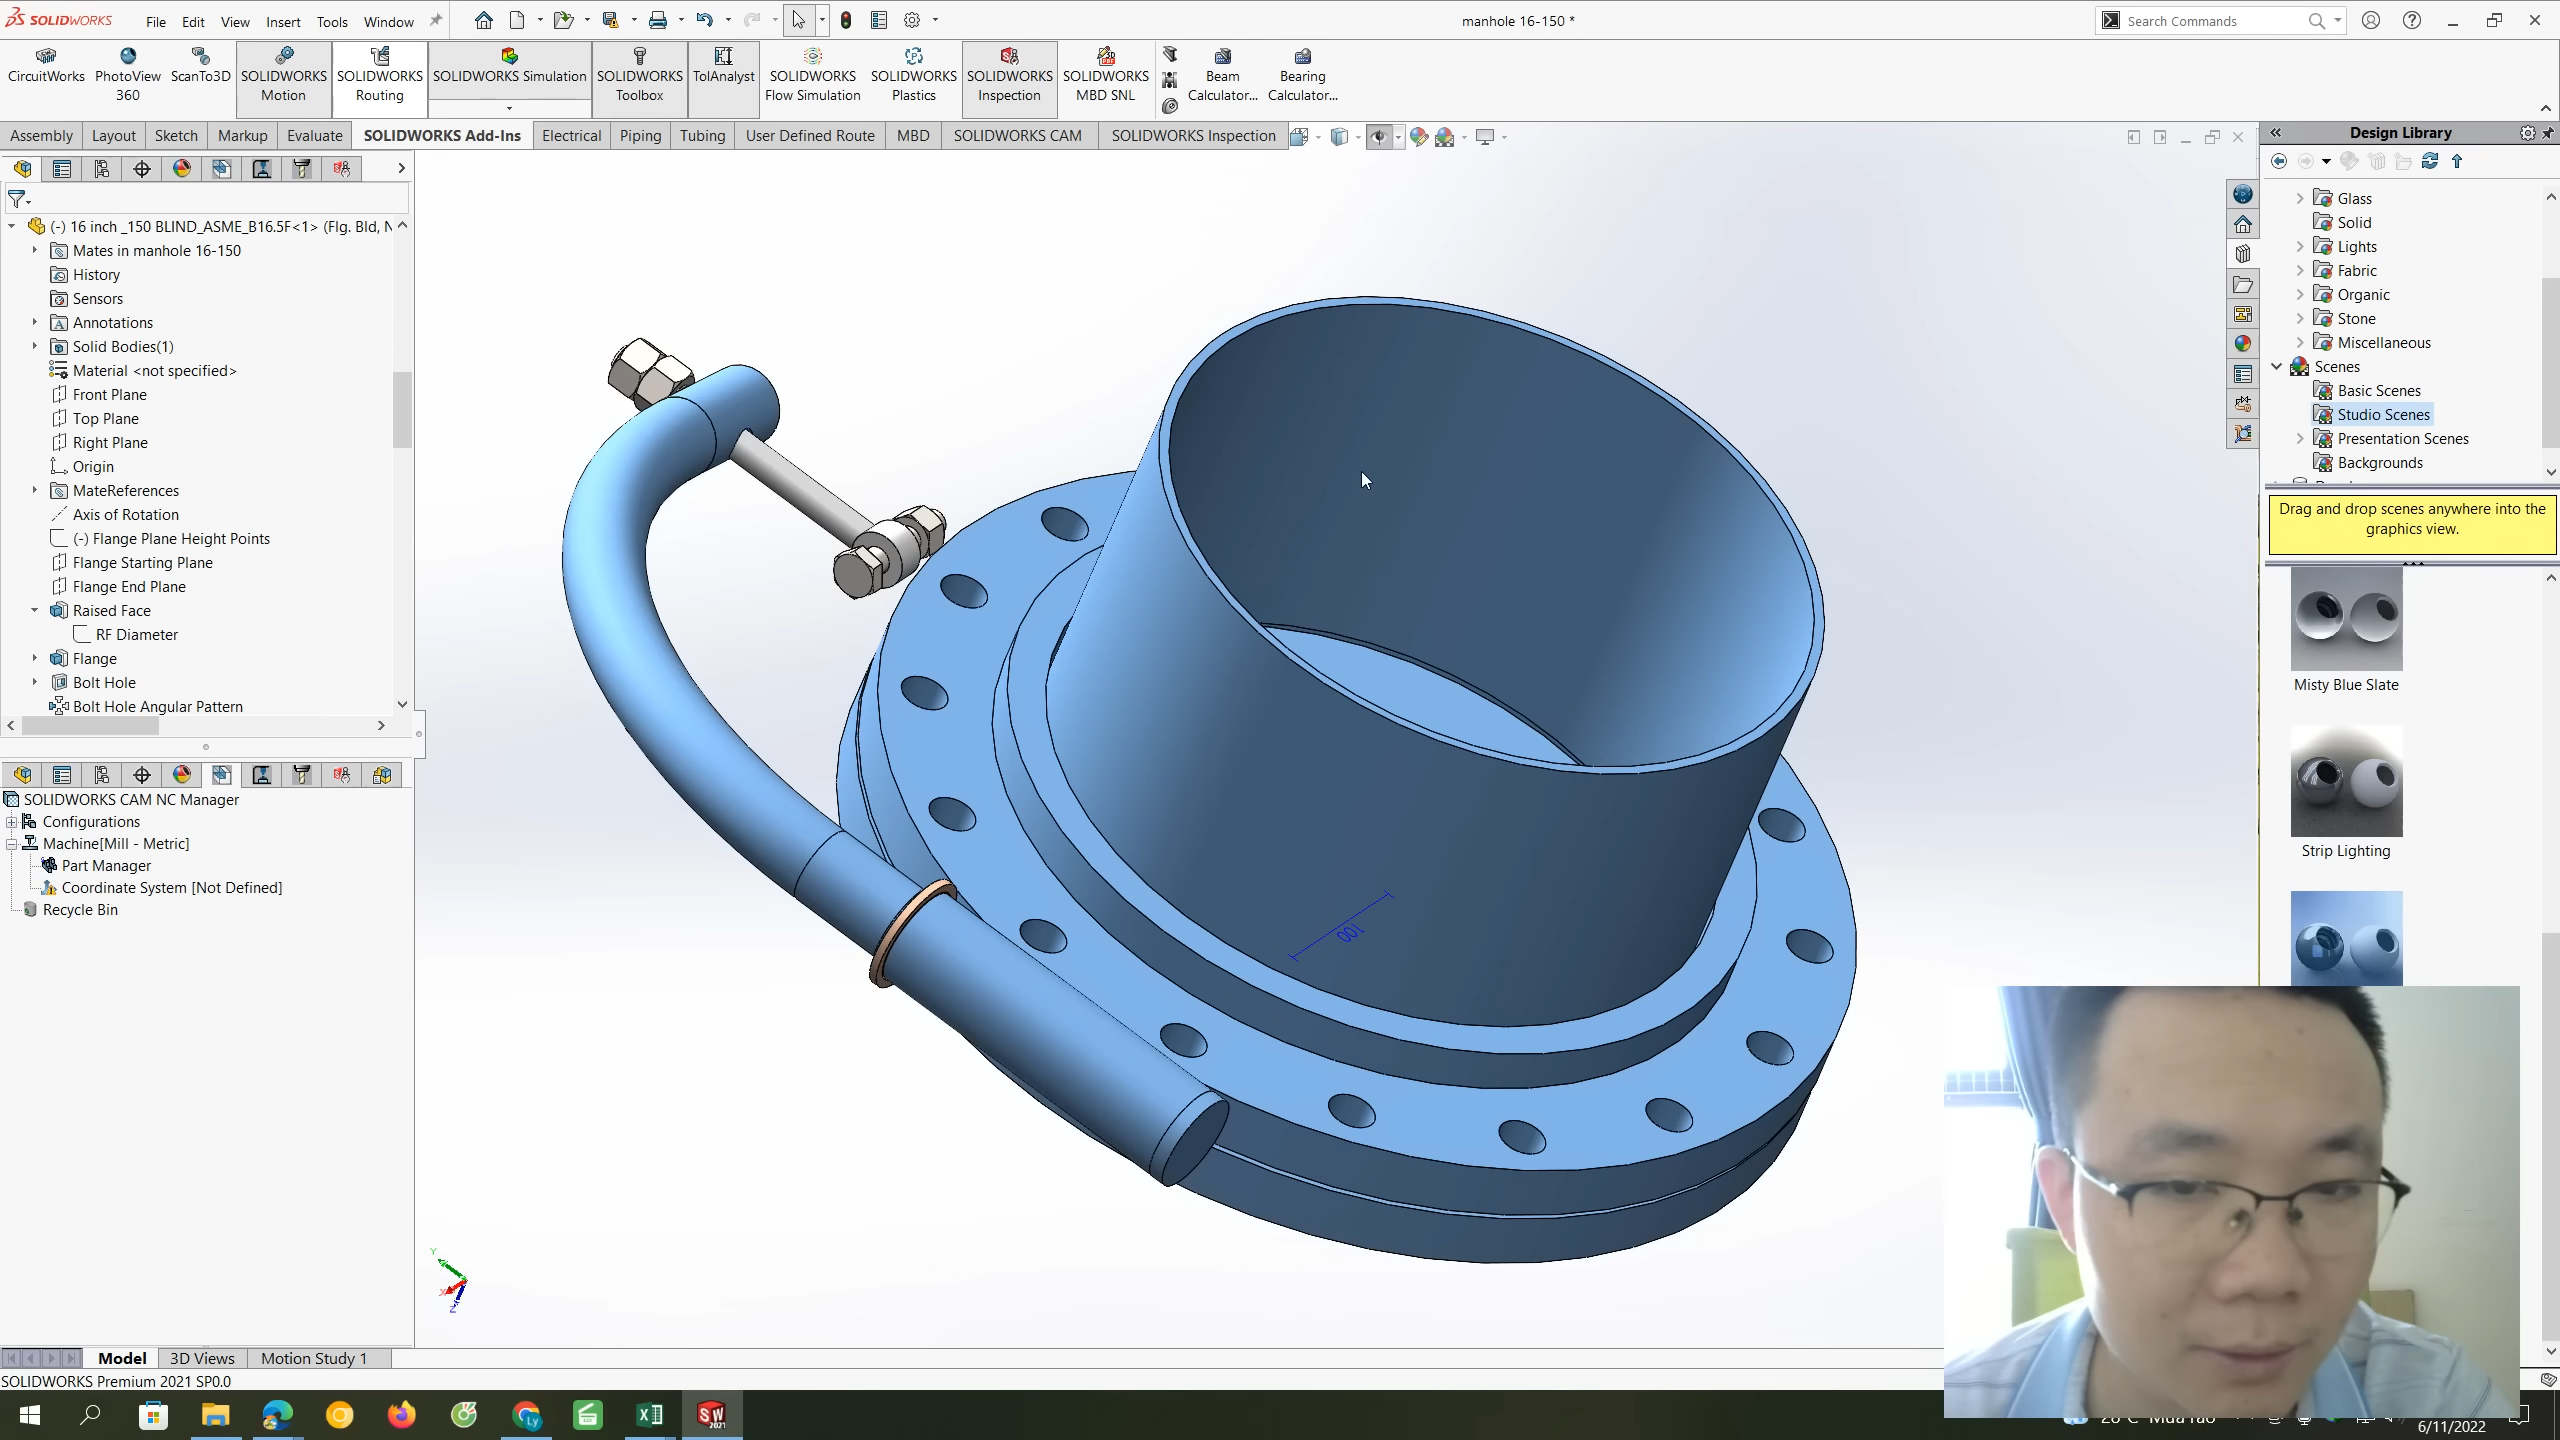 SOLIDWORKS
File Edit View Insert Tools Window
manhole 16-150 *
Search Commands
CircuitWorks
PhotoView
360
ScanTo3D
SOLIDWORKS
Motion
SOLIDWORKS
Routing
SOLIDWORKS Simulation
SOLIDWORKS
Toolbox
TolAnalyst
SOLIDWORKS
Flow Simulation
SOLIDWORKS
Plastics
SOLIDWORKS
Inspection
SOLIDWORKS
MBD SNL
Beam
Calculator...
Bearing
Calculator...
Assembly Layout Sketch Markup Evaluate SOLIDWORKS Add-Ins Electrical Piping Tubing User Defined Route MBD SOLIDWORKS CAM SOLIDWORKS Inspection
(-) 16 inch _150 BLIND_ASME_B16.5F<1> (Flg. Bld, N
Mates in manhole 16-150
History
Sensors
Annotations
Solid Bodies(1)
Material <not specified>
Front Plane
Top Plane
Right Plane
Origin
MateReferences
Axis of Rotation
(-) Flange Plane Height Points
Flange Starting Plane
Flange End Plane
Raised Face
RF Diameter
Flange
Bolt Hole
Bolt Hole Angular Pattern
SOLIDWORKS CAM NC Manager
Configurations
Machine[Mill - Metric]
Part Manager
Coordinate System [Not Defined]
Recycle Bin
100
Y
X
Z
Design Library
Glass
Solid
Lights
Fabric
Organic
Stone
Miscellaneous
Scenes
Basic Scenes
Studio Scenes
Presentation Scenes
Backgrounds
Drag and drop scenes anywhere into the
graphics view.
Misty Blue Slate
Strip Lighting
Model 3D Views Motion Study 1
SOLIDWORKS Premium 2021 SP0.0
Ly
SW
2021
6/11/2022